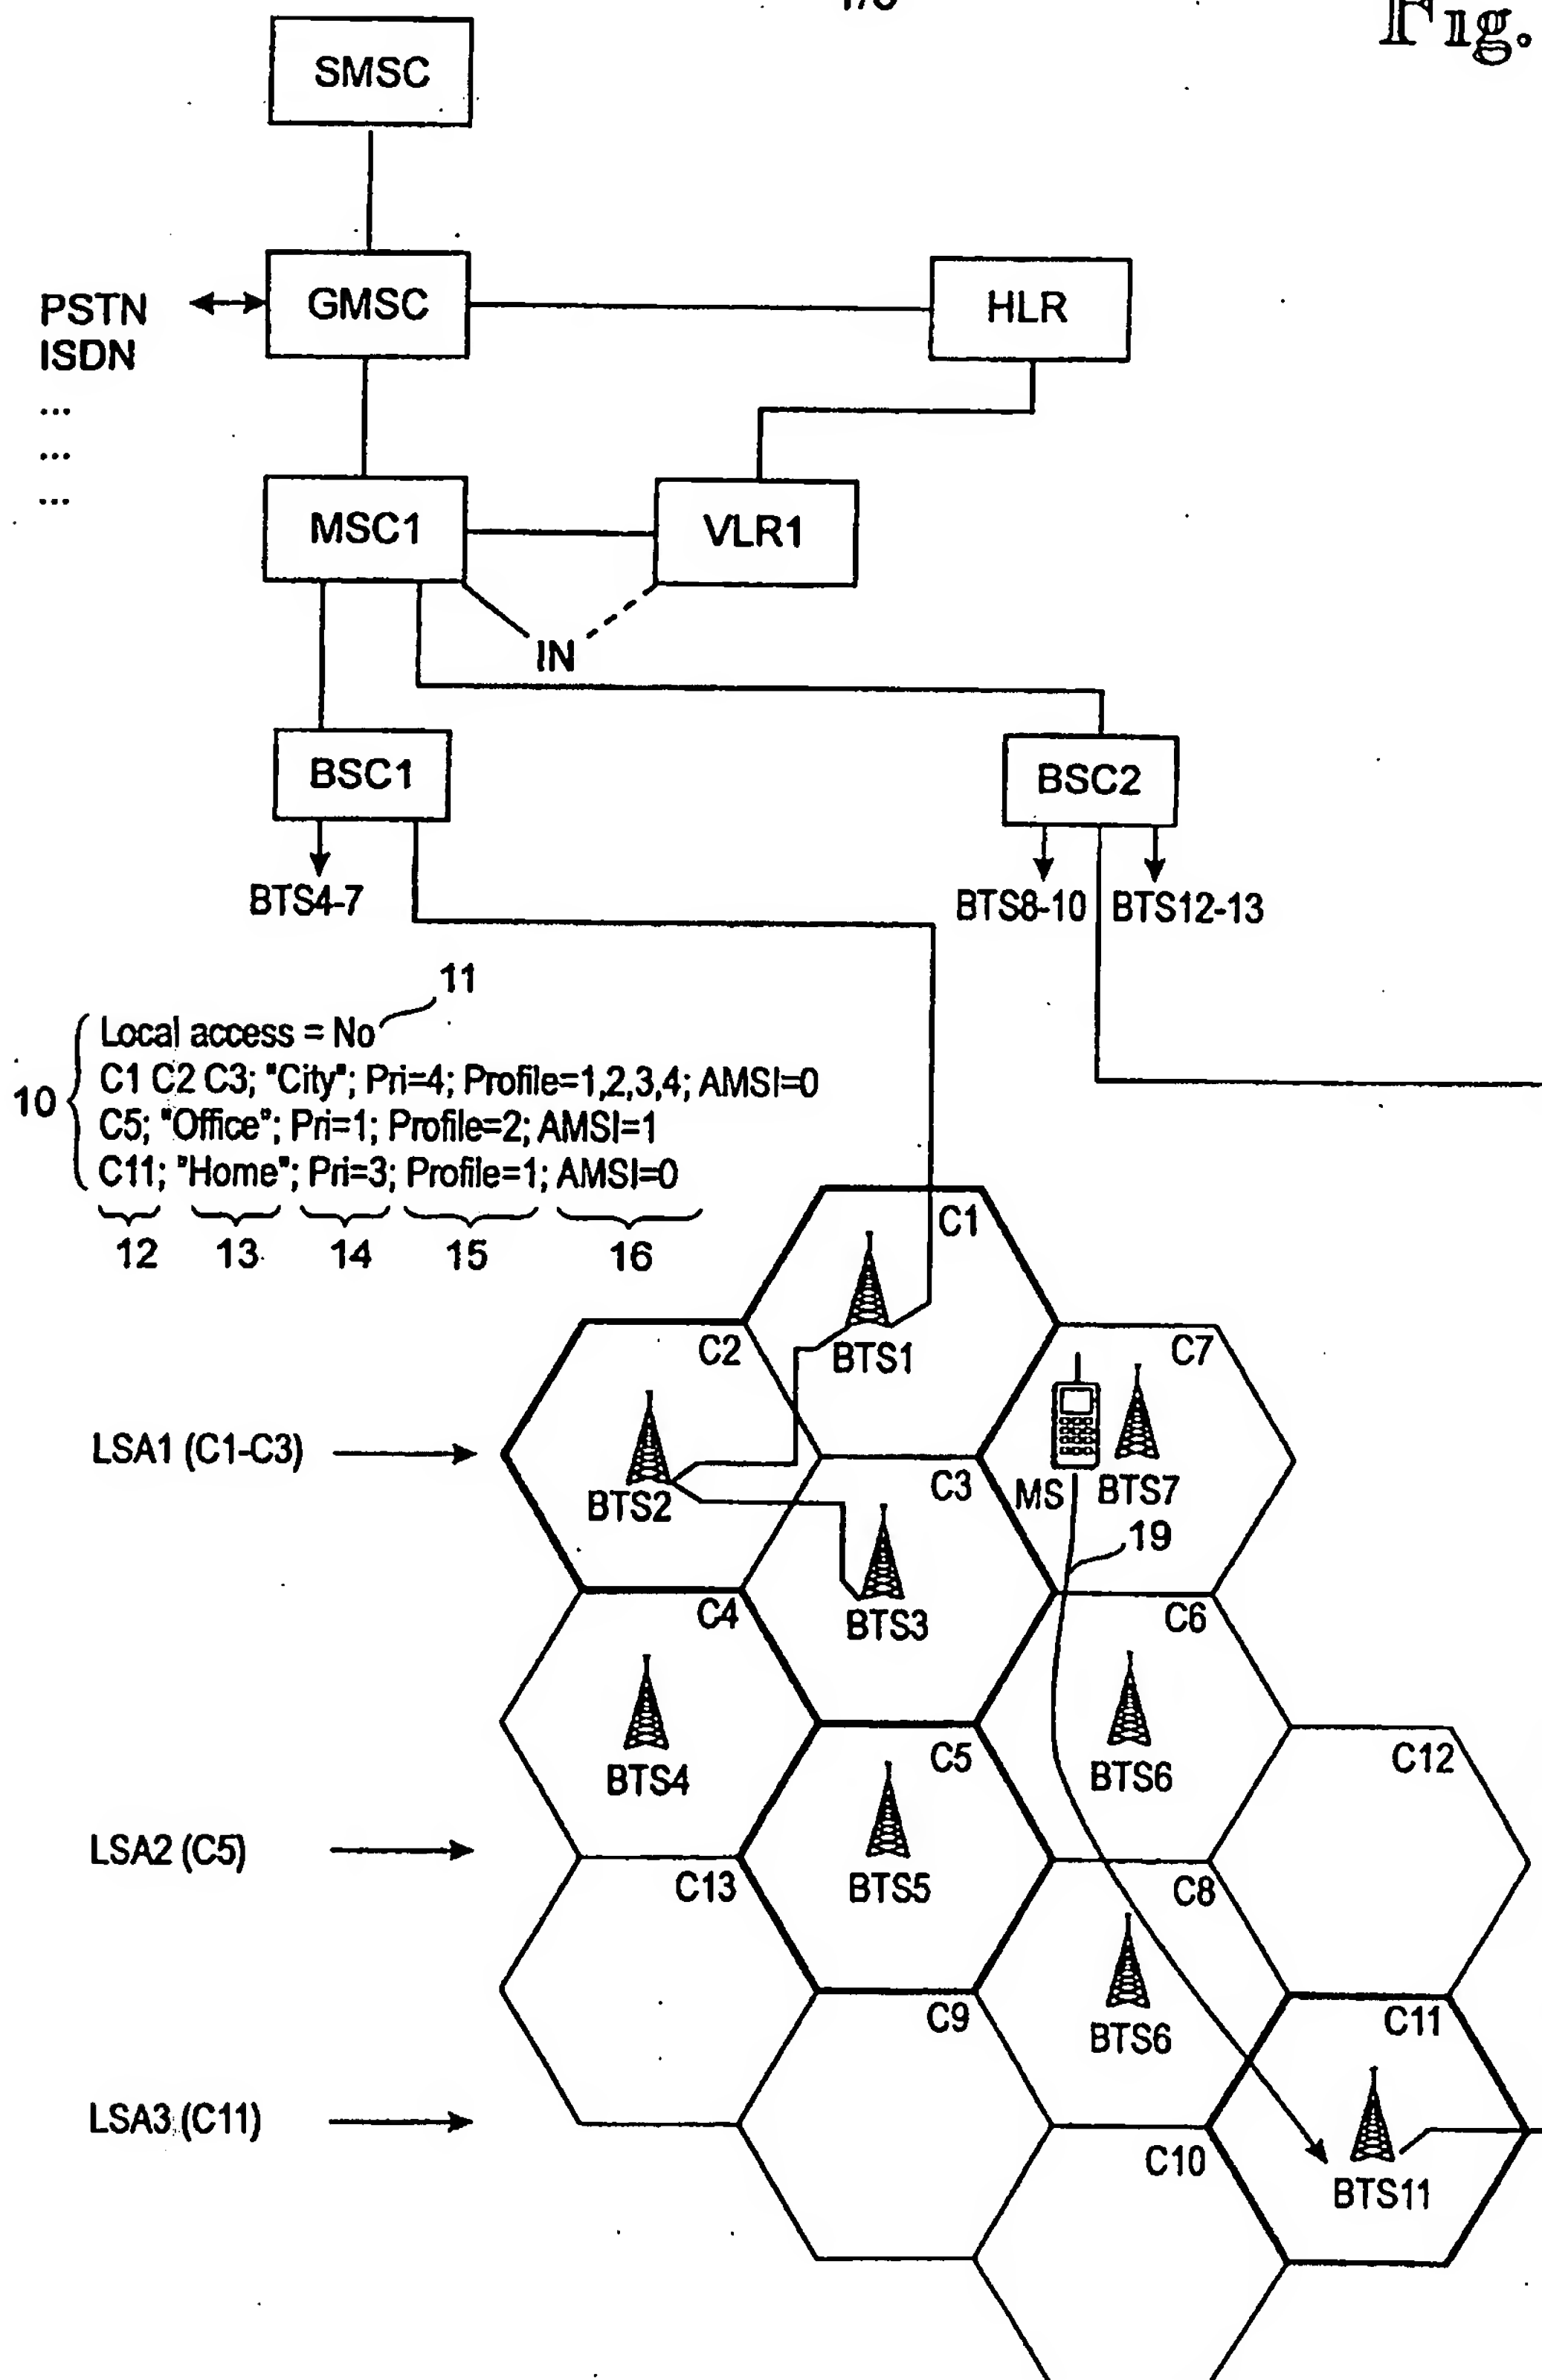 Fig.
SMSC
GMSC
HLR
PSTN
ISDN
...
...
...
MSC1
VLR1
IN
BSC1
BSC2
BTS4-7
BTS8-10
BTS12-13
11
10
Local access = No
C1 C2 C3; "City"; Pri=4; Profile=1,2,3,4; AMSI=0
C5; "Office"; Pri=1; Profile=2; AMSI=1
C11; "Home"; Pri=3; Profile=1; AMSI=0
12 13 14 15 16
C1
BTS1
C2
C7
LSA1 (C1-C3)
BTS2
C3
MS
BTS7
19
C4
BTS3
C6
BTS4
C5
BTS6
C12
LSA2 (C5)
C13
BTS5
C8
C9
BTS6
C11
LSA3 (C11)
C10
BTS11